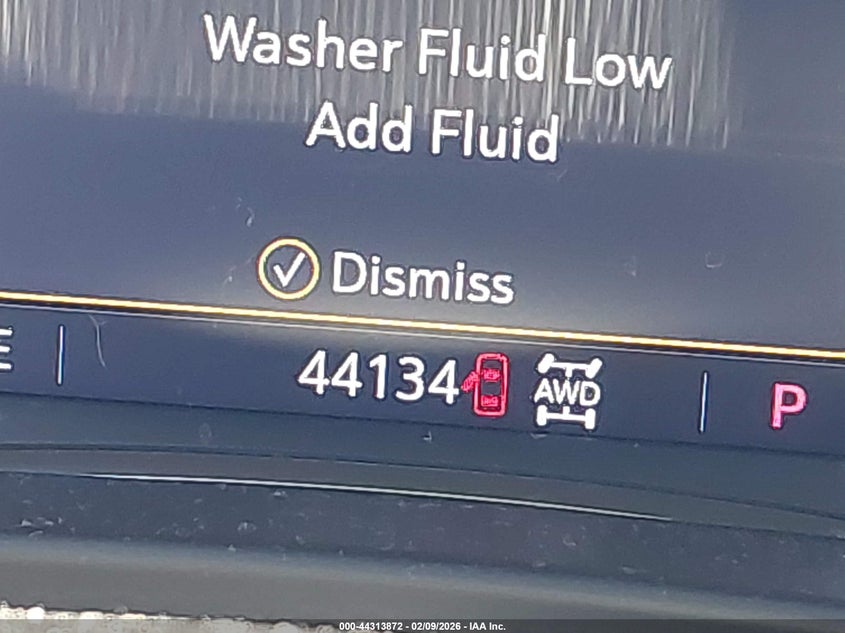 Washer Fluid Low
Add Fluid
Dismiss
E 44134 AWD P
000-44313872 - 02/09/2026 - IAA Inc.